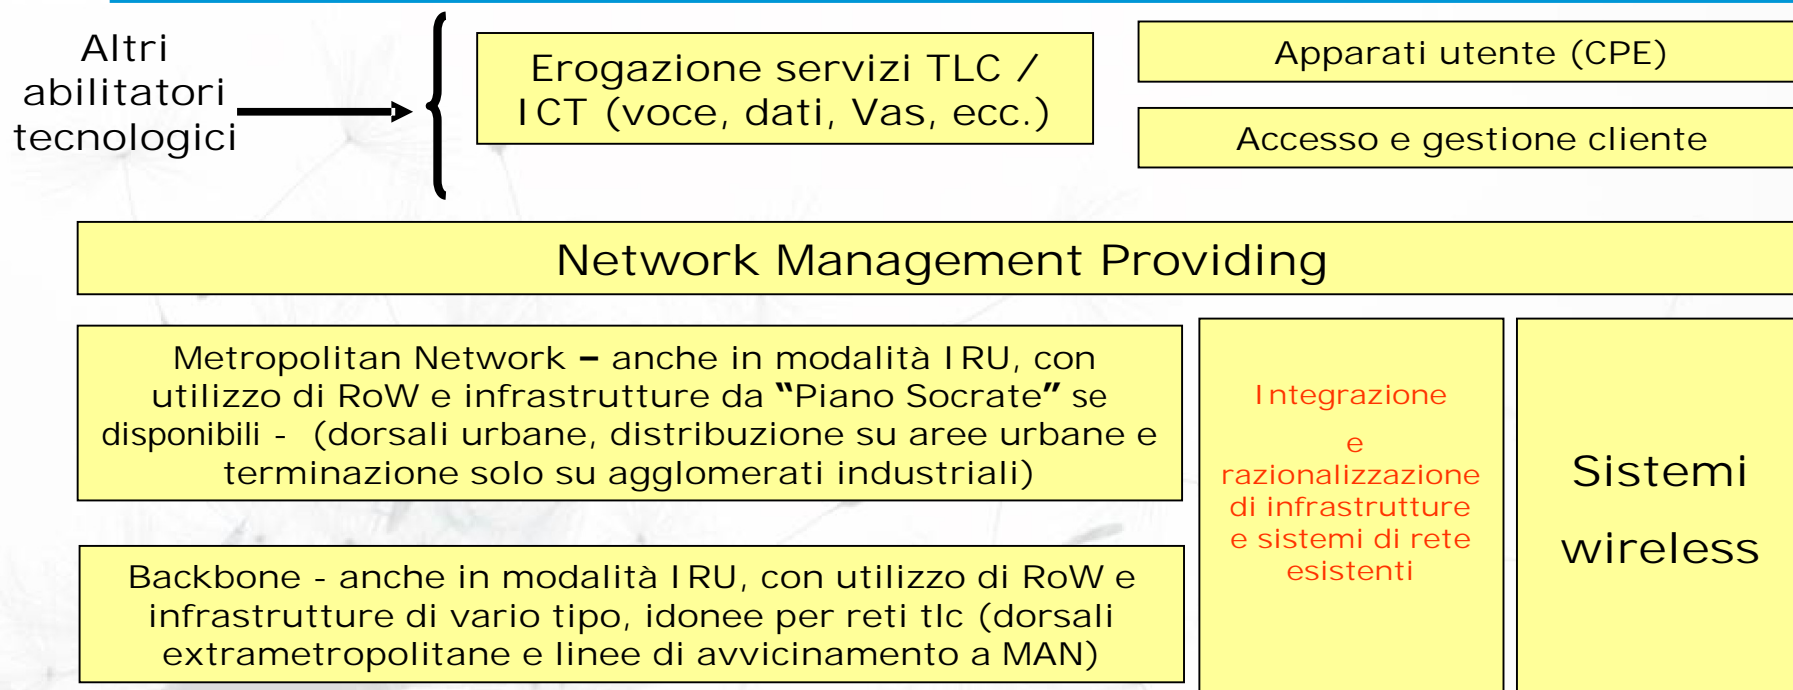 Altri
abilitatori
tecnologici
Erogazione servizi TLC /
ICT (voce, dati, Vas, ecc.)
Apparati utente (CPE)
Accesso e gestione cliente
Network Management Providing
Metropolitan Network – anche in modalità IRU, con
utilizzo di RoW e infrastrutture da “Piano Socrate” se
disponibili - (dorsali urbane, distribuzione su aree urbane e
terminazione solo su agglomerati industriali)
Backbone - anche in modalità IRU, con utilizzo di RoW e
infrastrutture di vario tipo, idonee per reti tlc (dorsali
extrametropolitane e linee di avvicinamento a MAN)
Integrazione
e
razionalizzazione
di infrastrutture
e sistemi di rete
esistenti
Sistemi
wireless